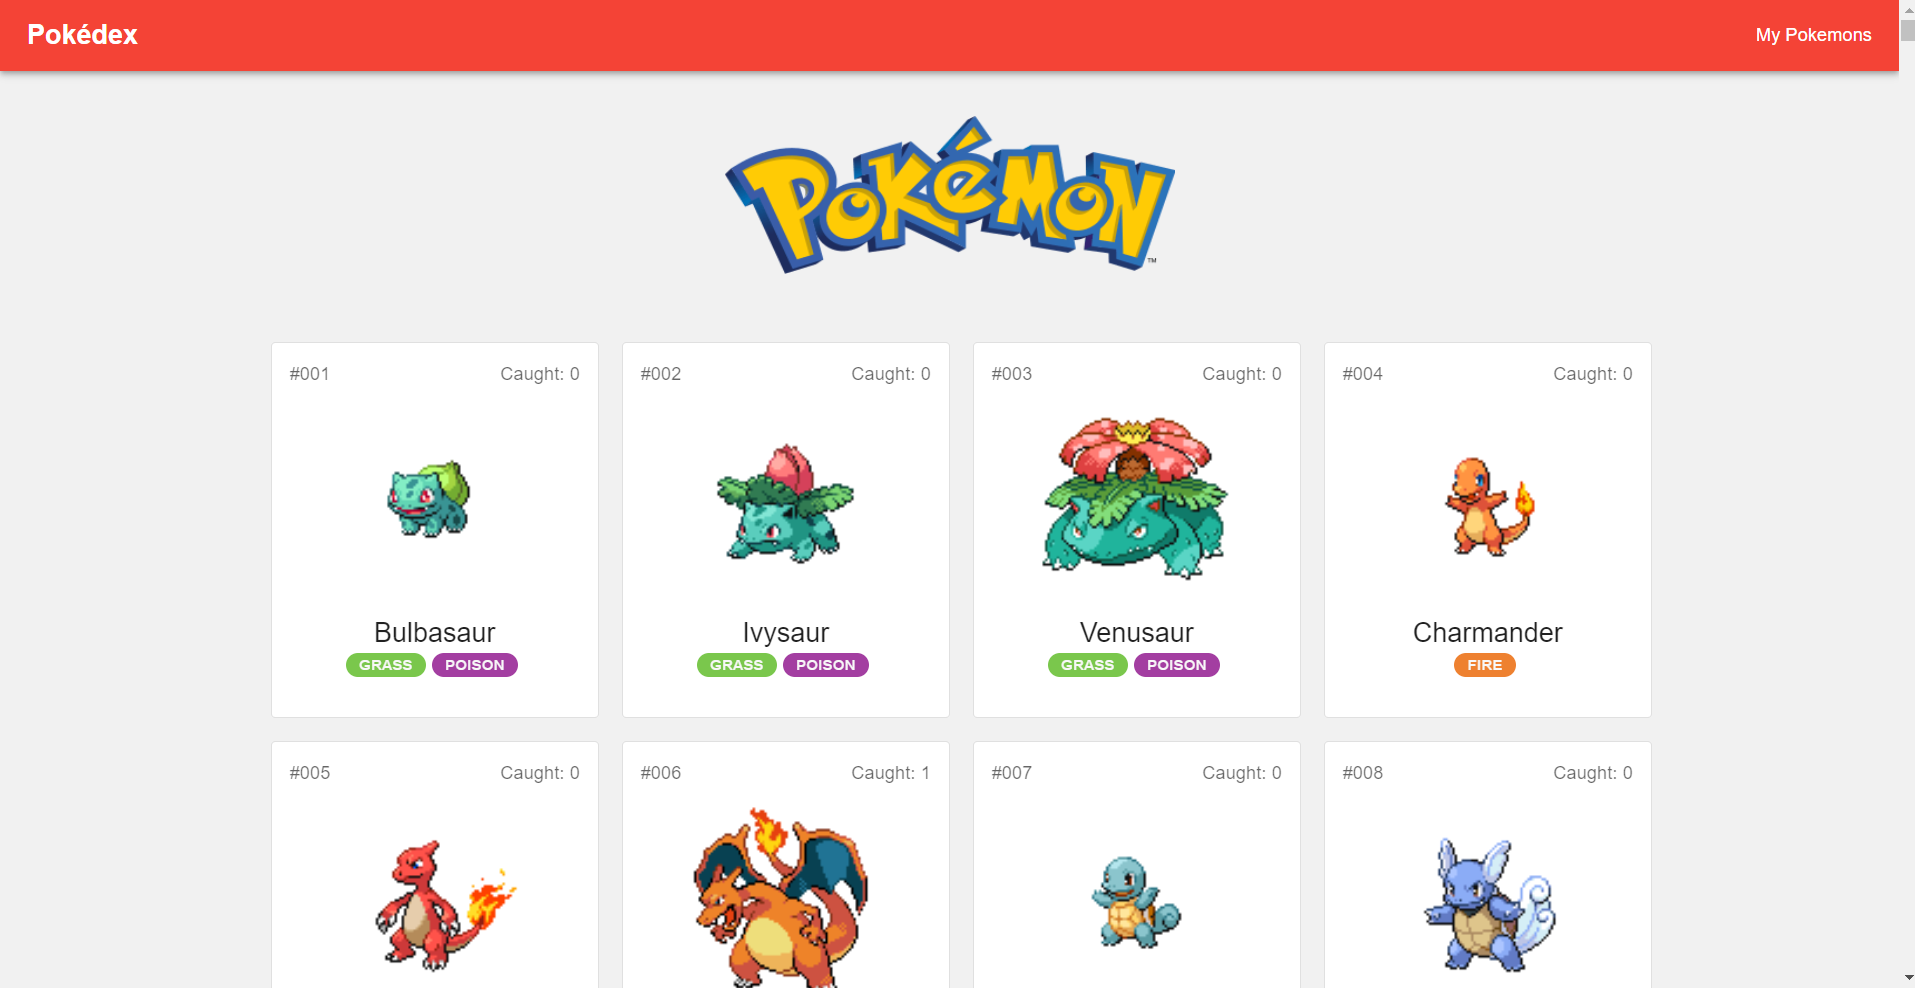 Pokédex My Pokemons
POKéMON
TM
#001 Caught: 0
#002 Caught: 0
#003 Caught: 0
#004 Caught: 0
Bulbasaur
GRASS POISON
Ivysaur
GRASS POISON
Venusaur
GRASS POISON
Charmander
FIRE
#005 Caught: 0
#006 Caught: 1
#007 Caught: 0
#008 Caught: 0